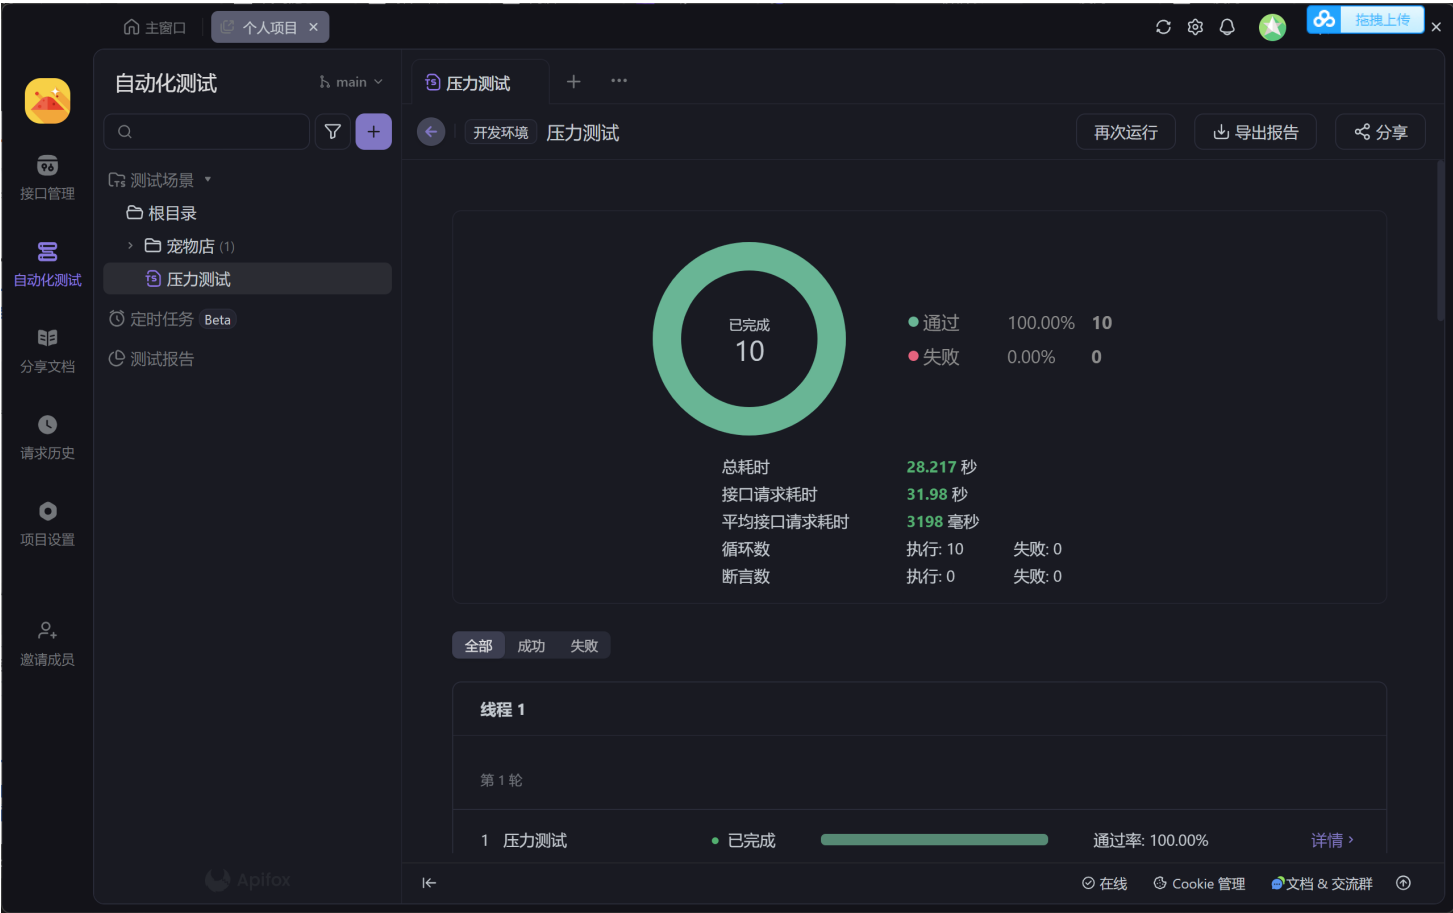 主窗口
个人项目
拖拽上传
自动化测试
main
压力测试
开发环境
压力测试
再次运行
导出报告
分享
接口管理
自动化测试
分享文档
请求历史
项目设置
邀请成员
测试场景
根目录
宠物店 (1)
压力测试
定时任务 Beta
测试报告
已完成
10
通过 100.00% 10
失败 0.00% 0
总耗时 28.217 秒
接口请求耗时 31.98 秒
平均接口请求耗时 3198 毫秒
循环数 执行: 10 失败: 0
断言数 执行: 0 失败: 0
全部 成功 失败
线程 1
第 1 轮
1 压力测试 已完成 通过率: 100.00% 详情
Apifox
在线 Cookie 管理 文档 & 交流群